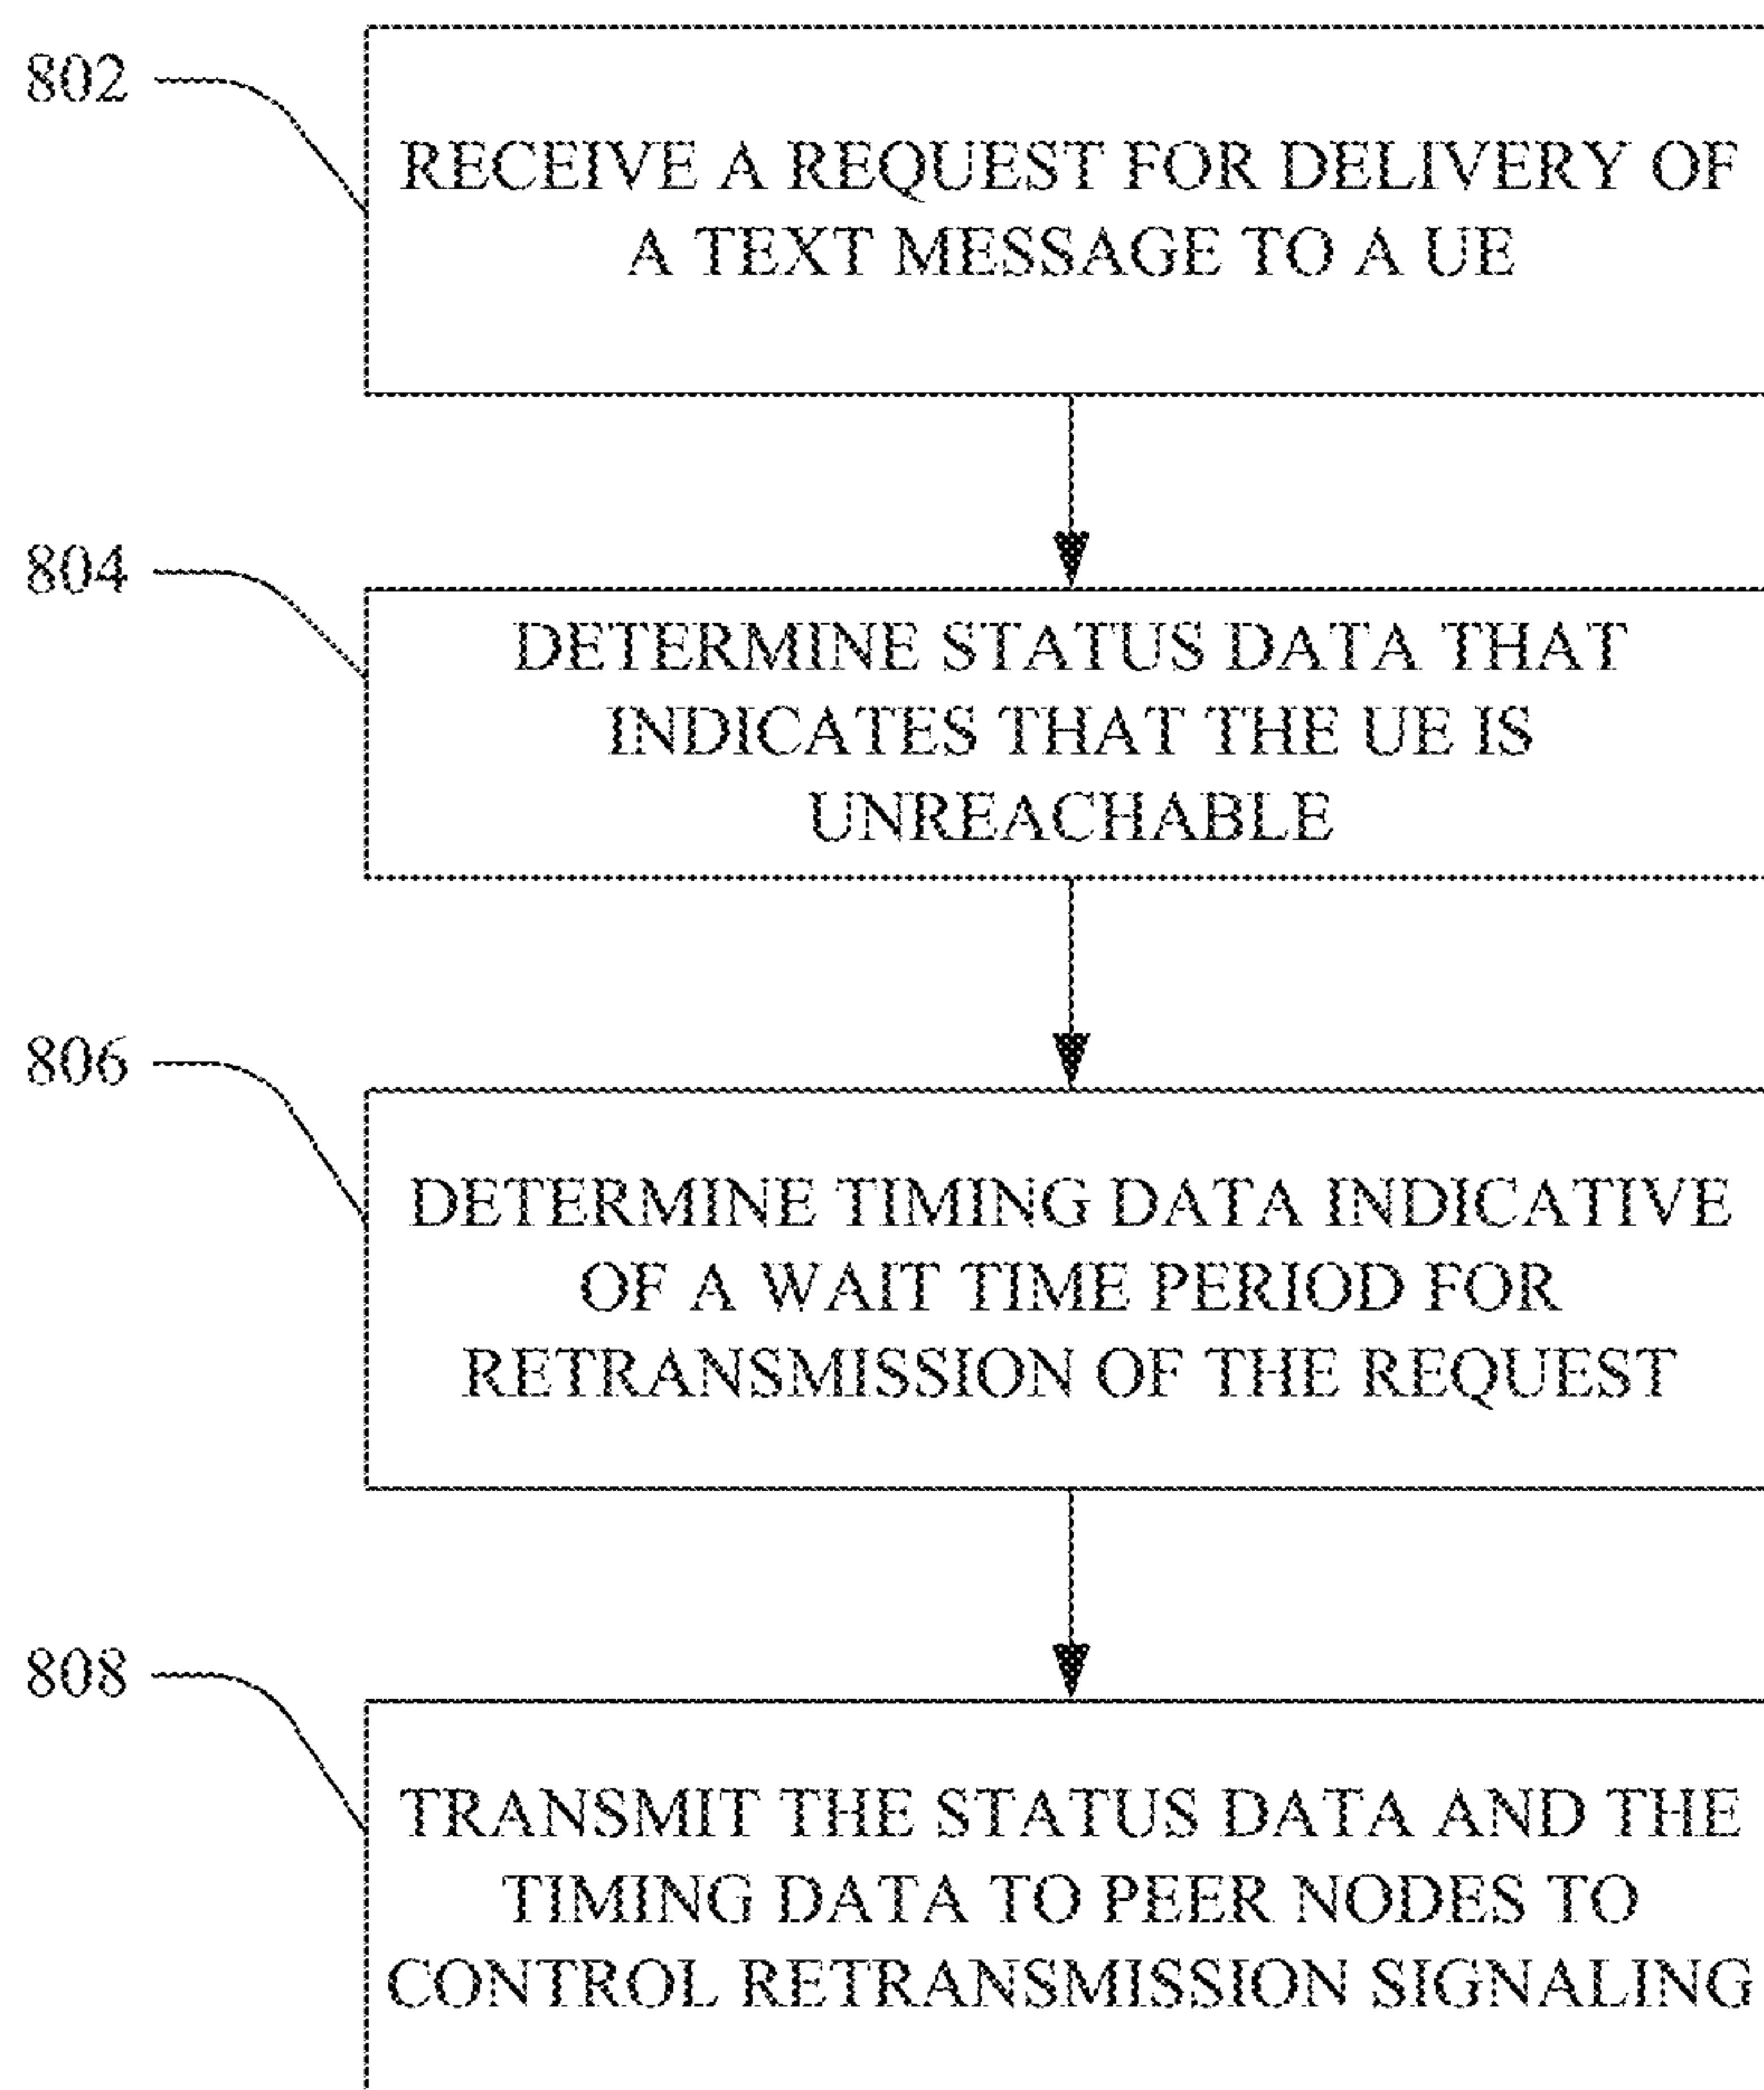 802
RECEIVE A REQUEST FOR DELIVERY OF
A TEXT MESSAGE TO A UE
804
DETERMINE STATUS DATA THAT
INDICATES THAT THE UE IS
UNREACHABLE
806
DETERMINE TIMING DATA INDICATIVE
OF A WAIT TIME PERIOD FOR
RETRANSMISSION OF THE REQUEST
808
TRANSMIT THE STATUS DATA AND THE
TIMING DATA TO PEER NODES TO
CONTROL RETRANSMISSION SIGNALING